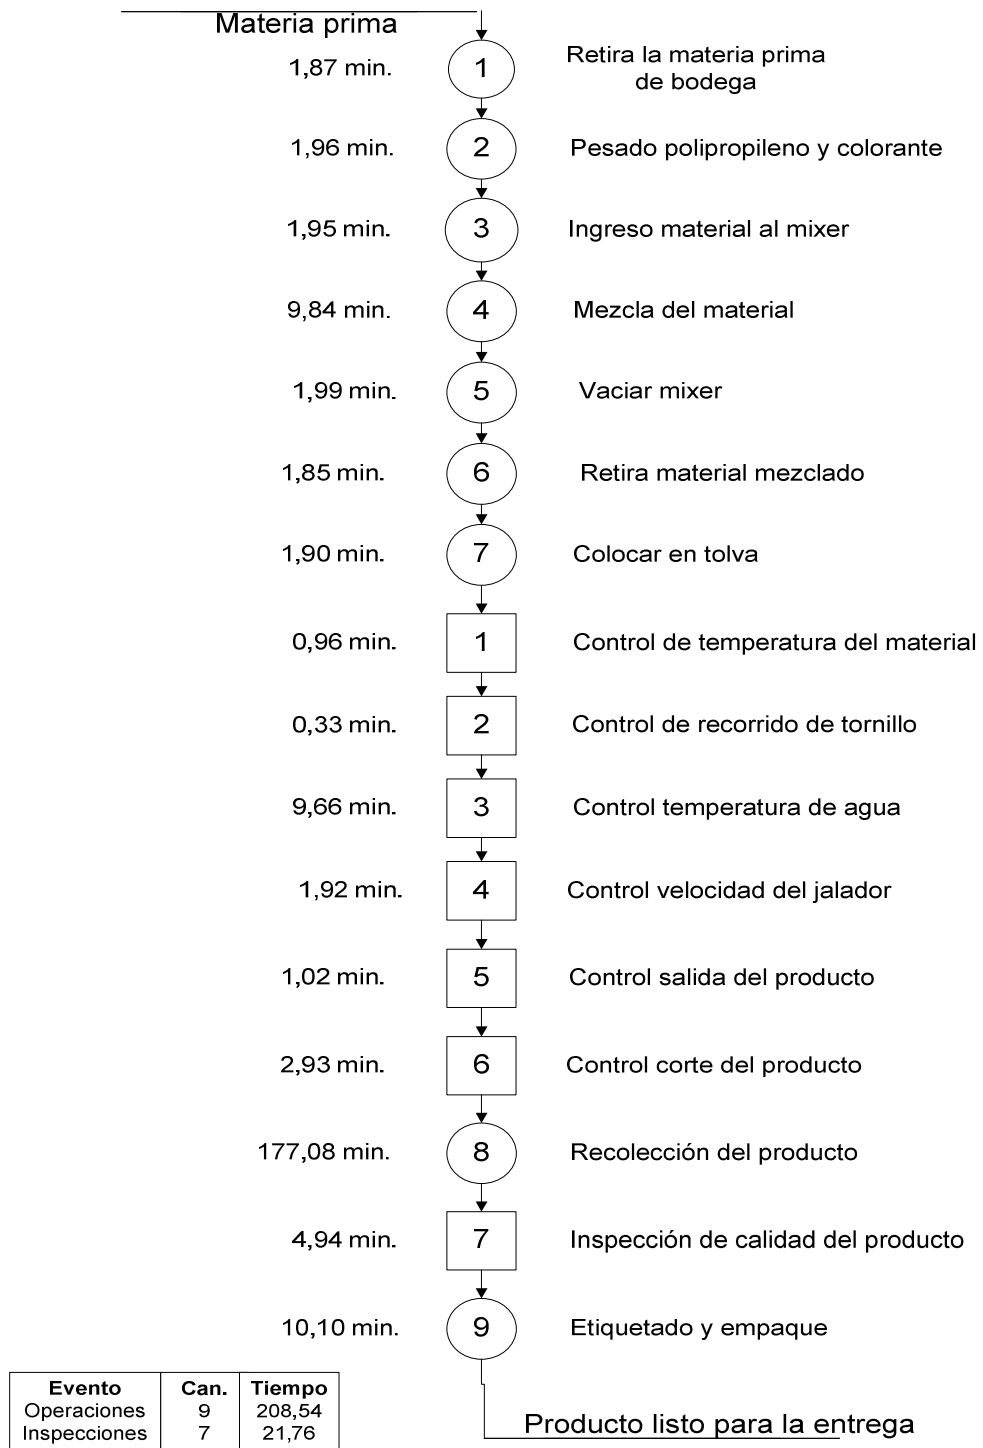 Materia prima
1,87 min. 1 Retira la materia prima
de bodega
1,96 min. 2 Pesado polipropileno y colorante
1,95 min. 3 Ingreso material al mixer
9,84 min. 4 Mezcla del material
1,99 min. 5 Vaciar mixer
1,85 min. 6 Retira material mezclado
1,90 min. 7 Colocar en tolva
0,96 min. 1 Control de temperatura del material
0,33 min. 2 Control de recorrido de tornillo
9,66 min. 3 Control temperatura de agua
1,92 min. 4 Control velocidad del jalador
1,02 min. 5 Control salida del producto
2,93 min. 6 Control corte del producto
177,08 min. 8 Recolección del producto
4,94 min. 7 Inspección de calidad del producto
10,10 min. 9 Etiquetado y empaque
Evento Can. Tiempo
Operaciones 9 208,54
Inspecciones 7 21,76
Producto listo para la entrega